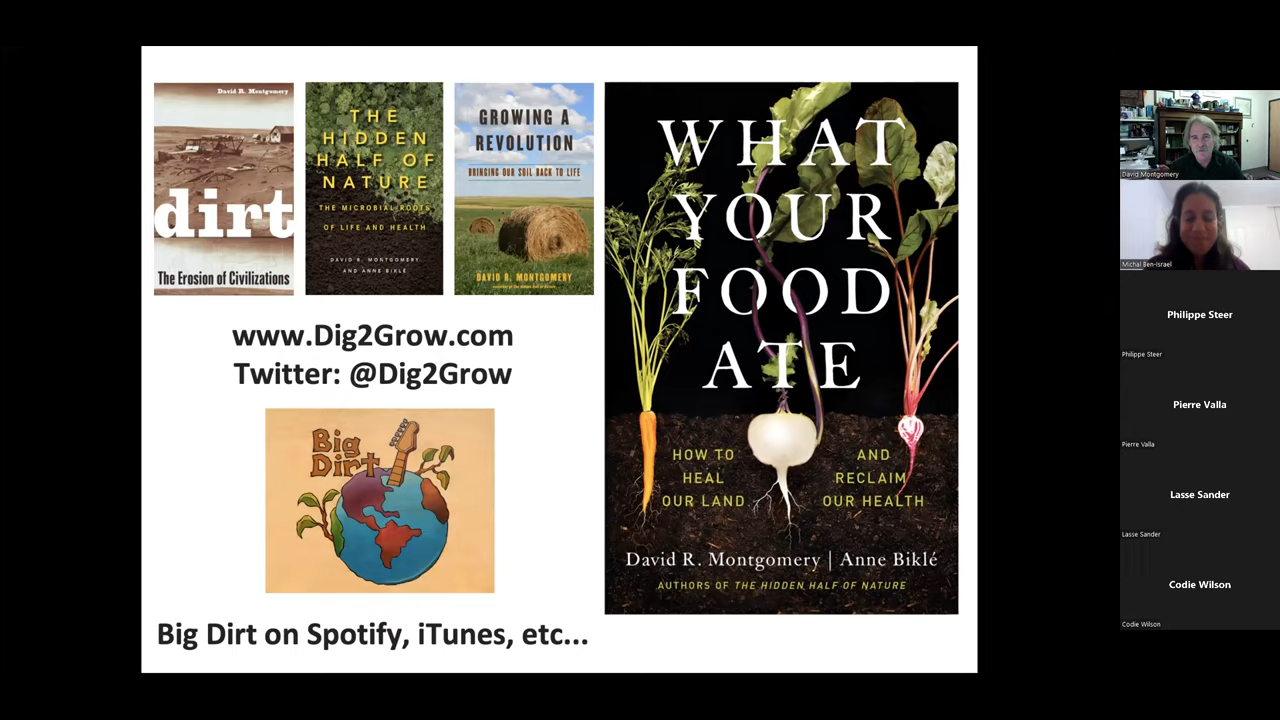 David R. Montgomery
dirt
The Erosion of Civilizations
THE
HIDDEN
HALF OF
NATURE
THE MICROBIAL ROOTS
OF LIFE AND HEALTH
DAVID R. MONTGOMERY
AND ANNE BIKLÉ
GROWING A
REVOLUTION
BRINGING OUR SOIL BACK TO LIFE
DAVID R. MONTGOMERY
www.Dig2Grow.com
Twitter: @Dig2Grow
Big
Dirt
Big Dirt on Spotify, iTunes, etc...
WHAT
YOUR
FOOD
ATE
HOW TO
HEAL
OUR LAND
AND
RECLAIM
OUR HEALTH
David R. Montgomery | Anne Biklé
AUTHORS OF THE HIDDEN HALF OF NATURE
David Montgomery
Michal Ben-Israel
Philippe Steer
Philippe Steer
Pierre Valla
Pierre Valla
Lasse Sander
Lasse Sander
Codie Wilson
Codie Wilson